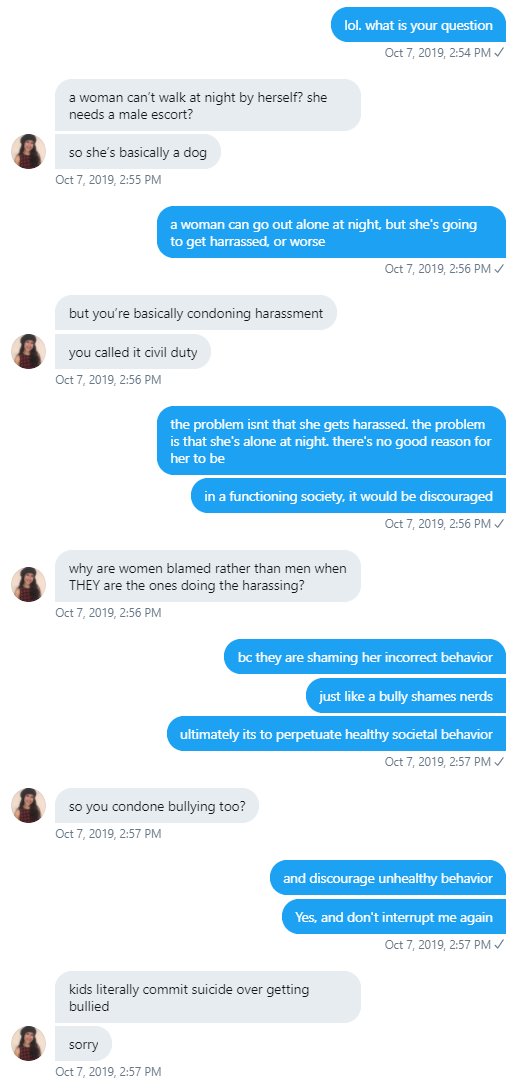 lol. what is your question
Oct 7, 2019, 2:54 PM ✓
a woman can't walk at night by herself? she
needs a male escort?
so she's basically a dog
Oct 7, 2019, 2:55 PM
a woman can go out alone at night, but she's going
to get harrassed, or worse
Oct 7, 2019, 2:56 PM ✓
but you're basically condoning harassment
you called it civil duty
Oct 7, 2019, 2:56 PM
the problem isnt that she gets harassed. the problem
is that she's alone at night. there's no good reason for
her to be
in a functioning society, it would be discouraged
Oct 7, 2019, 2:56 PM ✓
why are women blamed rather than men when
THEY are the ones doing the harassing?
Oct 7, 2019, 2:56 PM
bc they are shaming her incorrect behavior
just like a bully shames nerds
ultimately its to perpetuate healthy societal behavior
Oct 7, 2019, 2:57 PM ✓
so you condone bullying too?
Oct 7, 2019, 2:57 PM
and discourage unhealthy behavior
Yes, and don't interrupt me again
Oct 7, 2019, 2:57 PM ✓
kids literally commit suicide over getting
bullied
sorry
Oct 7, 2019, 2:57 PM